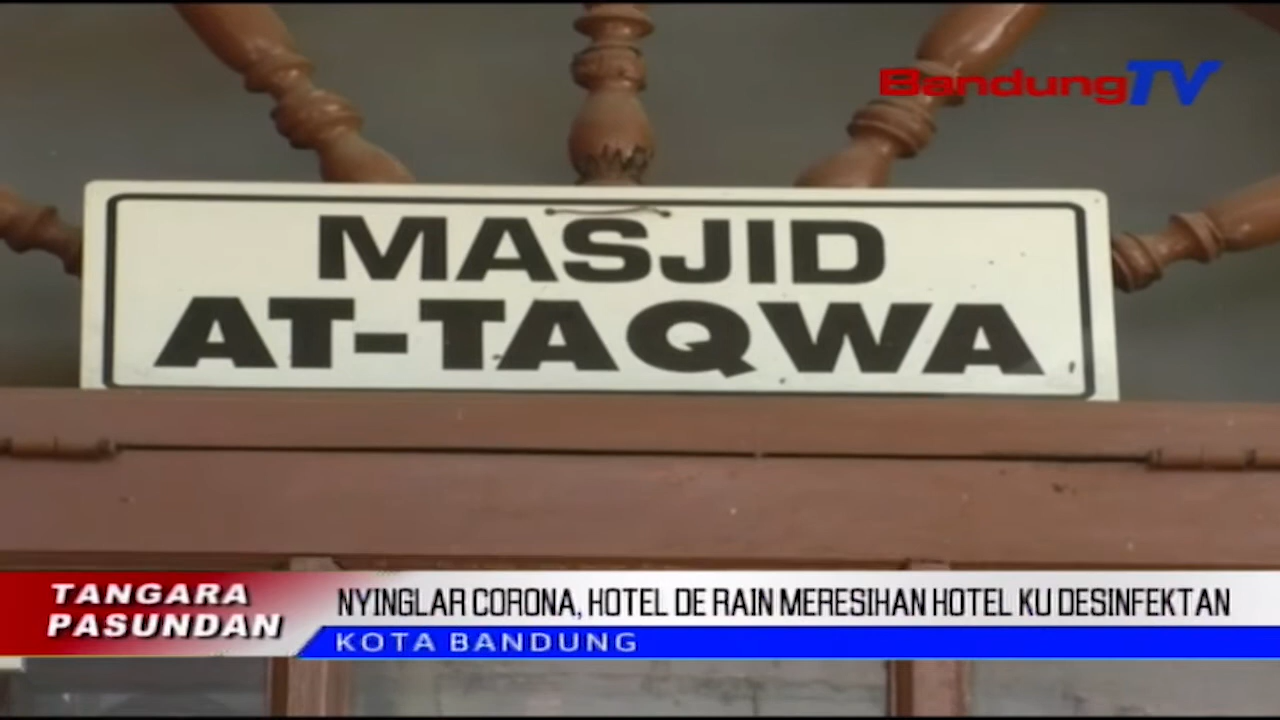 BandungTV
MASJID
AT-TAQWA
TANGARA
PASUNDAN
NYINGLAR CORONA, HOTEL DE RAIN MERESIHAN HOTEL KU DESINFEKTAN
KOTA BANDUNG